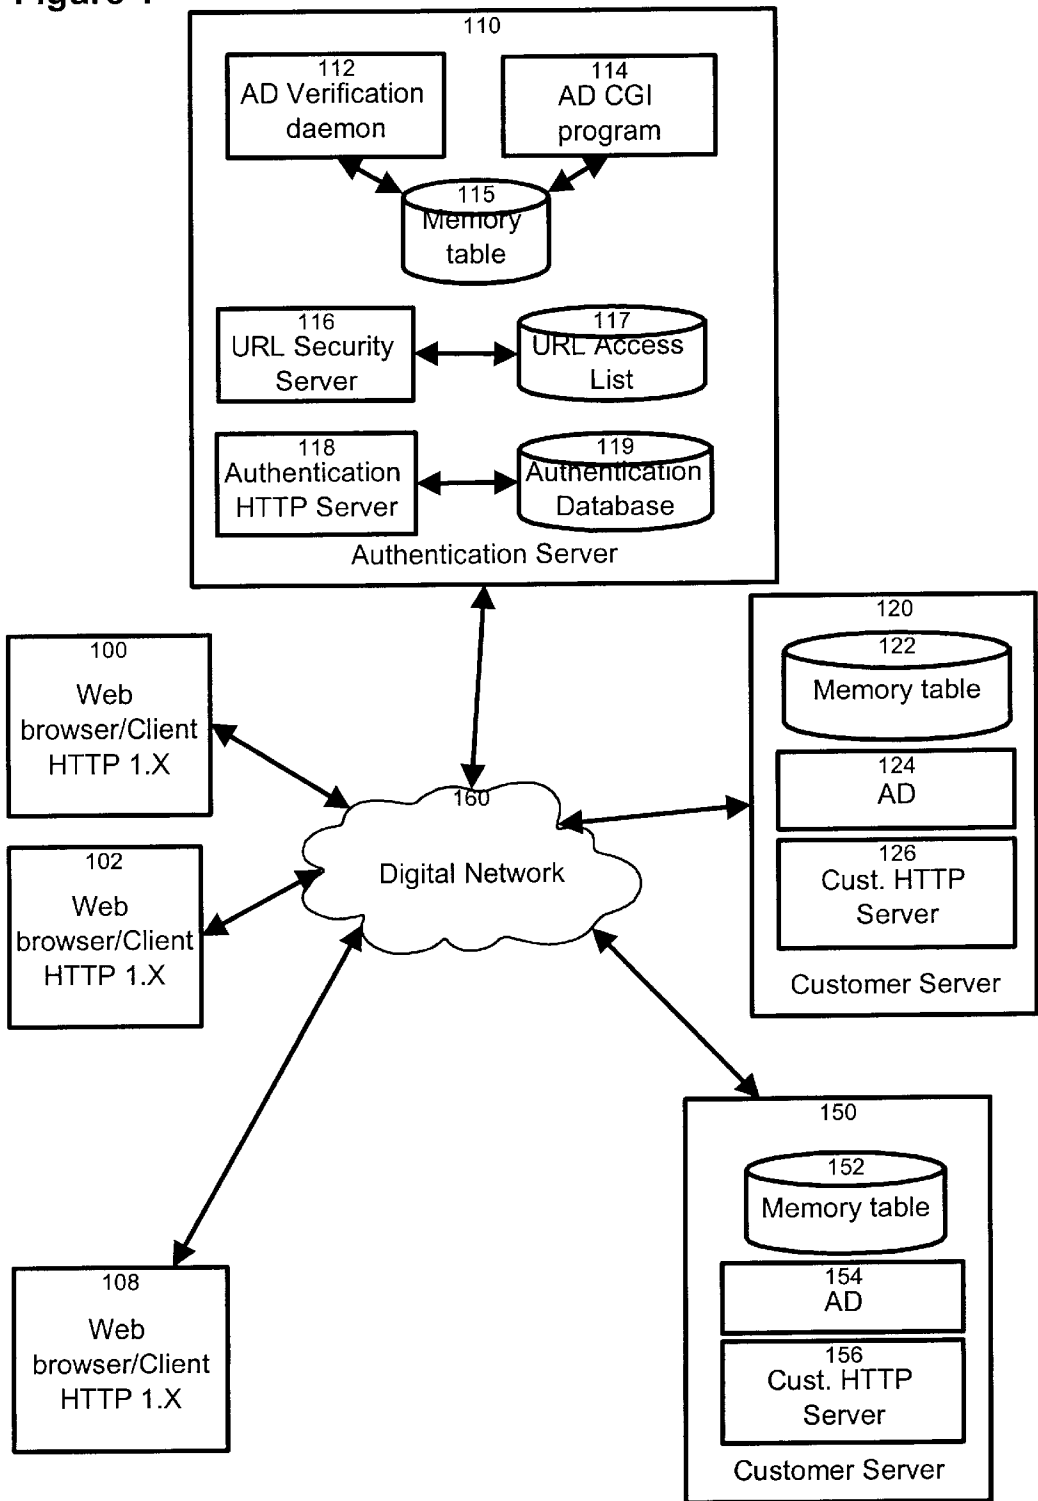 Figure 1
110
112
AD Verification
daemon
114
AD CGI
program
115
Memory
table
116
URL Security
Server
117
URL Access
List
118
Authentication
HTTP Server
119
Authentication
Database
Authentication Server
100
Web
browser/Client
HTTP 1.X
102
Web
browser/Client
HTTP 1.X
160
Digital Network
120
122
Memory table
124
AD
126
Cust. HTTP
Server
Customer Server
108
Web
browser/Client
HTTP 1.X
150
152
Memory table
154
AD
156
Cust. HTTP
Server
Customer Server